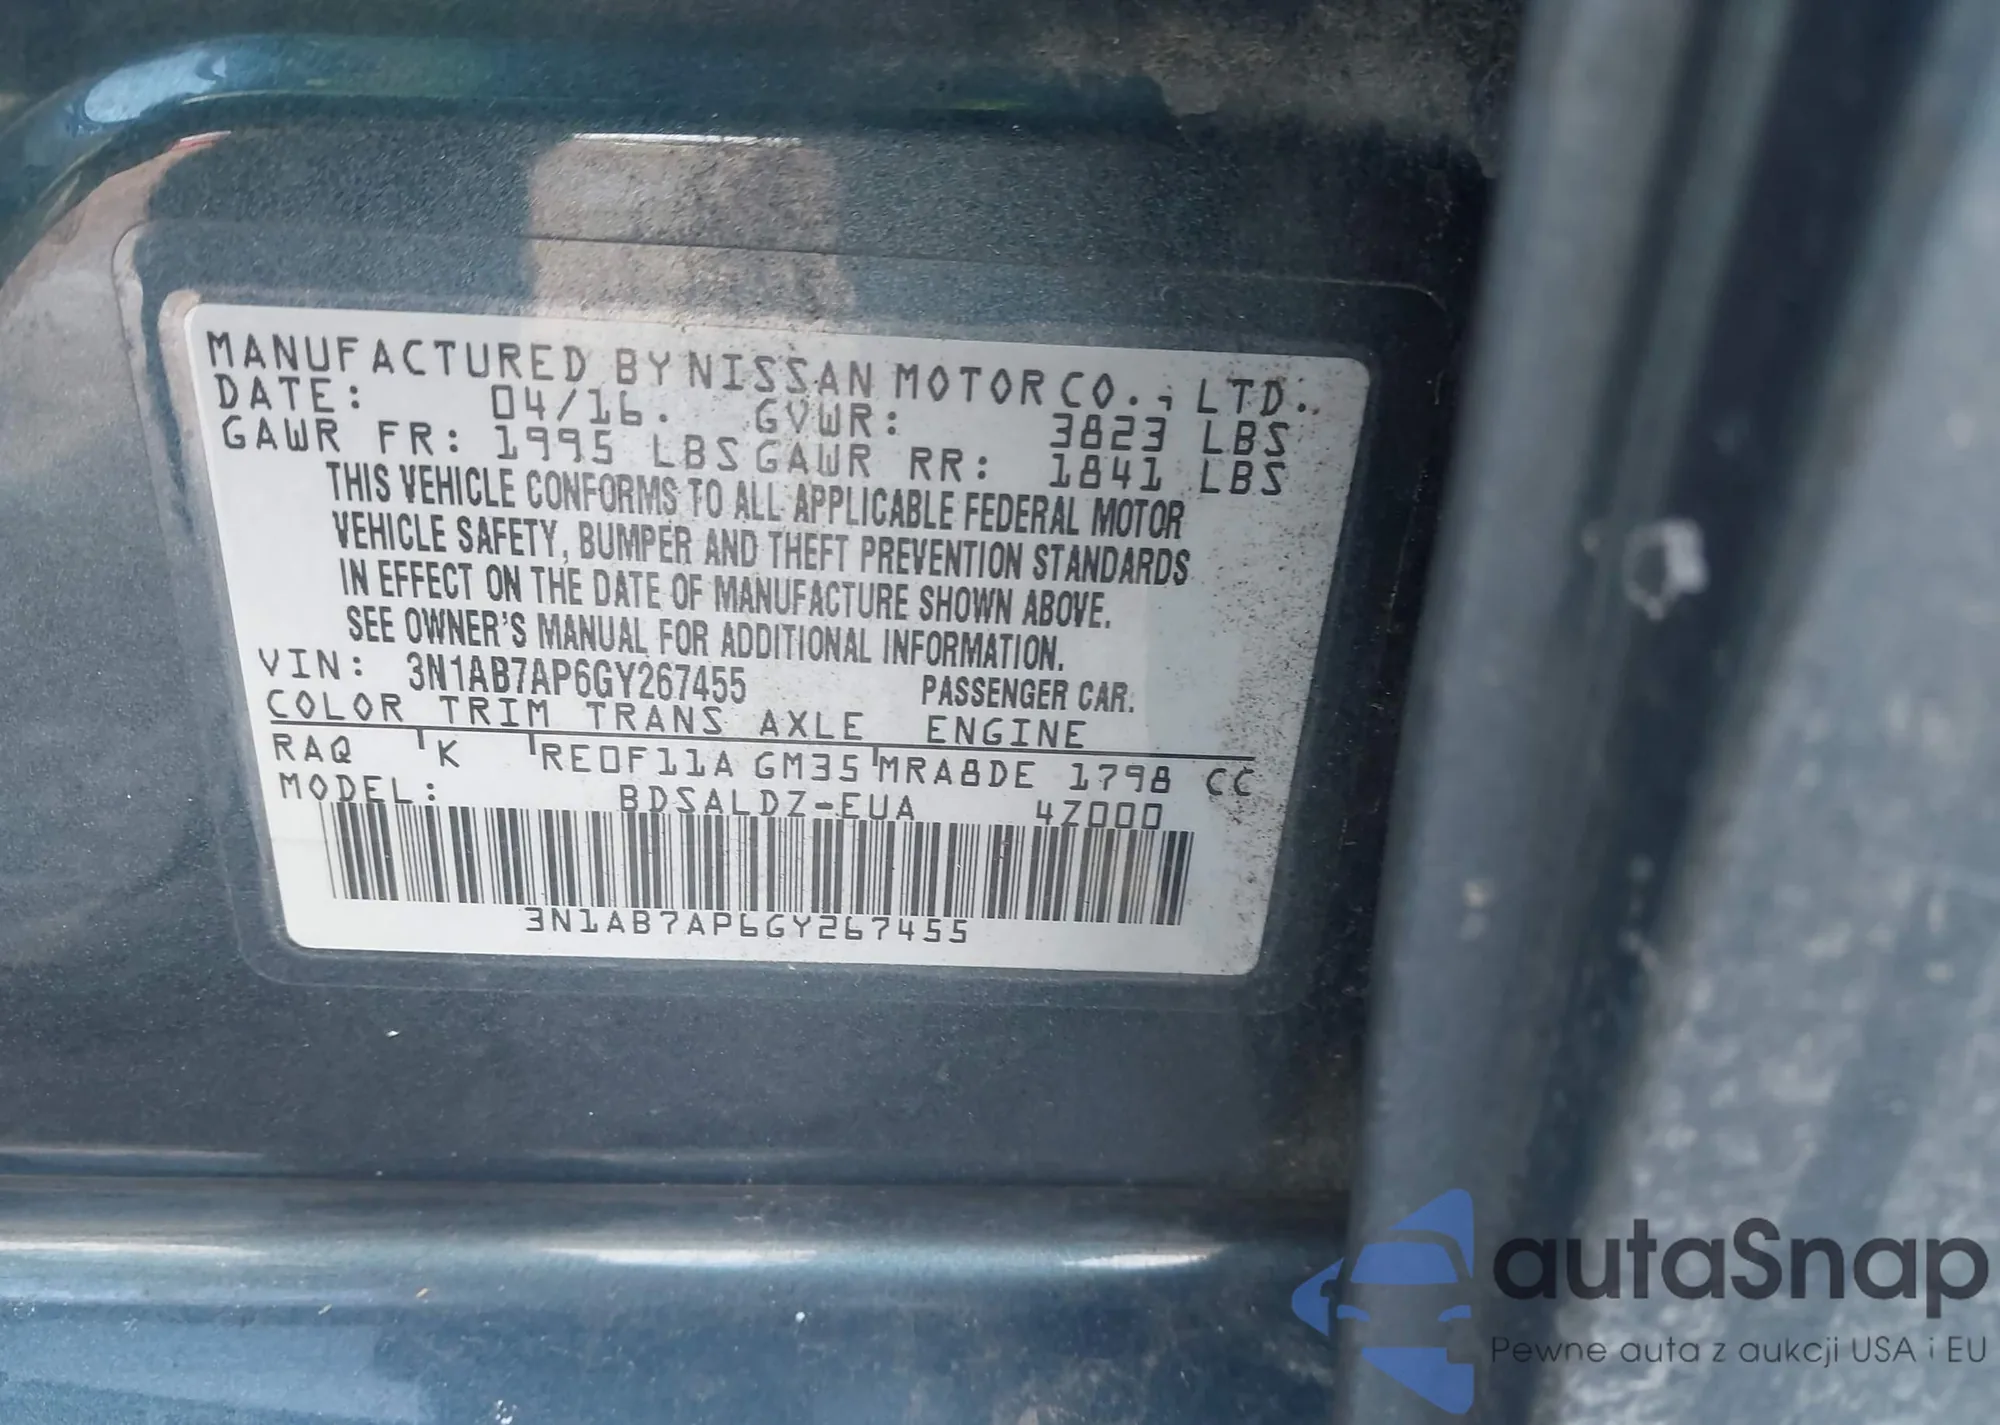 MANUFACTURED BY NISSAN MOTOR CO., LTD.
DATE: 04/16. GVWR: 3823 LBS
GAWR FR: 1995 LBS GAWR RR: 1841 LBS
THIS VEHICLE CONFORMS TO ALL APPLICABLE FEDERAL MOTOR
VEHICLE SAFETY, BUMPER AND THEFT PREVENTION STANDARDS
IN EFFECT ON THE DATE OF MANUFACTURE SHOWN ABOVE.
SEE OWNER'S MANUAL FOR ADDITIONAL INFORMATION.
VIN: 3N1AB7AP6GY267455 PASSENGER CAR.
COLOR TRIM TRANS AXLE ENGINE
RAQ K RE0F11A GM35 MRA8DE 1798 CC
MODEL: BDSALDZ-EUA 4Z000
3N1AB7AP6GY267455
autaSnap
Pewne auta z aukcji USA i EU